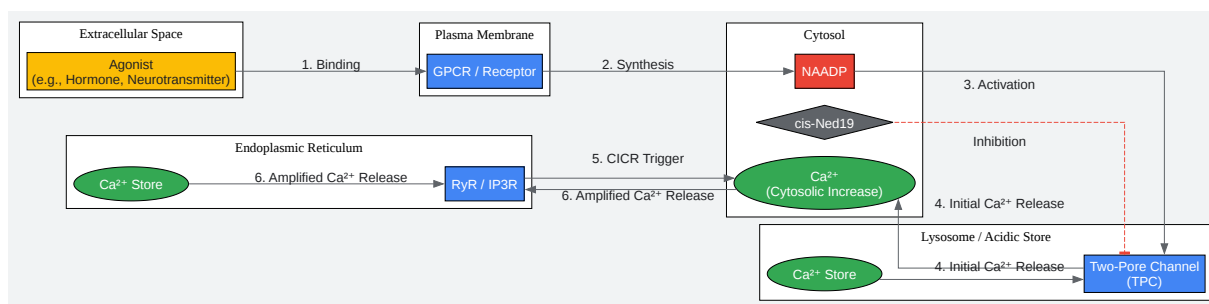 Extracellular Space
Agonist
(e.g., Hormone, Neurotransmitter)
1. Binding
Plasma Membrane
GPCR / Receptor
2. Synthesis
Cytosol
NAADP
3. Activation
cis-Ned19
Inhibition
Ca²⁺
(Cytosolic Increase)
Endoplasmic Reticulum
Ca²⁺ Store
6. Amplified Ca²⁺ Release
RyR / IP3R
5. CICR Trigger
6. Amplified Ca²⁺ Release
4. Initial Ca²⁺ Release
Lysosome / Acidic Store
Ca²⁺ Store
4. Initial Ca²⁺ Release
Two-Pore Channel
(TPC)